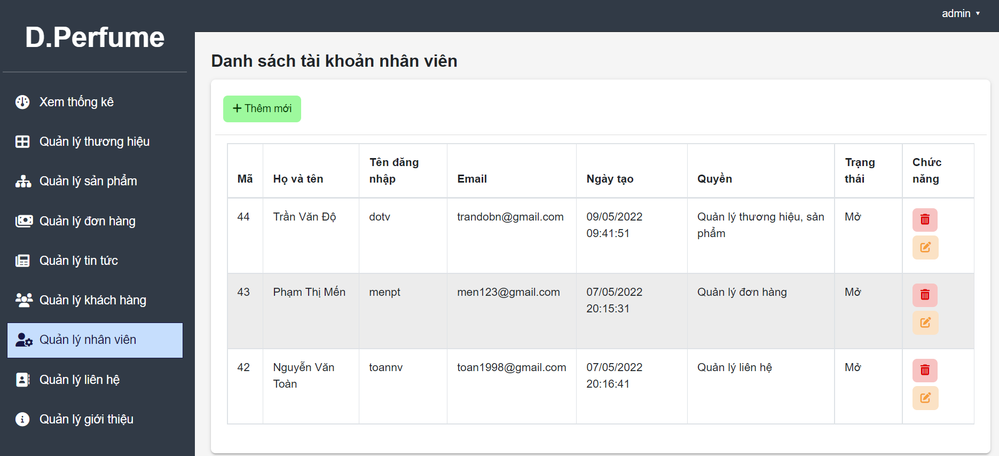 admin
D.Perfume
Xem thống kê
Quản lý thương hiệu
Quản lý sản phẩm
Quản lý đơn hàng
Quản lý tin tức
Quản lý khách hàng
Quản lý nhân viên
Quản lý liên hệ
Quản lý giới thiệu
Danh sách tài khoản nhân viên
Thêm mới
Mã Họ và tên Tên đăng nhập Email Ngày tạo Quyền Trạng thái Chức năng
44 Trần Văn Độ dotv trandobn@gmail.com 09/05/2022 09:41:51 Quản lý thương hiệu, sản phẩm Mở
43 Phạm Thị Mến menpt men123@gmail.com 07/05/2022 20:15:31 Quản lý đơn hàng Mở
42 Nguyễn Văn Toàn toannv toan1998@gmail.com 07/05/2022 20:16:41 Quản lý liên hệ Mở